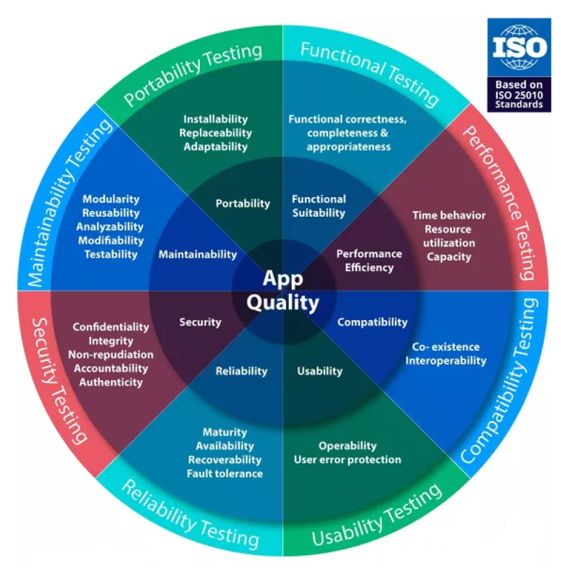 ISO
Based on
ISO 25010
Standards
Portability Testing
Installability
Replaceability
Adaptability
Portability
Functional Testing
Functional correctness,
completeness &
appropriateness
Functional
Suitability
Performance Testing
Time behavior
Resource
utilization
Capacity
Performance
Efficiency
Compatibility Testing
Co- existence
Interoperability
Compatibility
Usability Testing
Operability
User error protection
Usability
Reliability Testing
Maturity
Availability
Recoverability
Fault tolerance
Reliability
Security Testing
Confidentiality
Integrity
Non-repudiation
Accountability
Authenticity
Security
Maintainability Testing
Modularity
Reusability
Analyzability
Modifiability
Testability
Maintainability
App
Quality